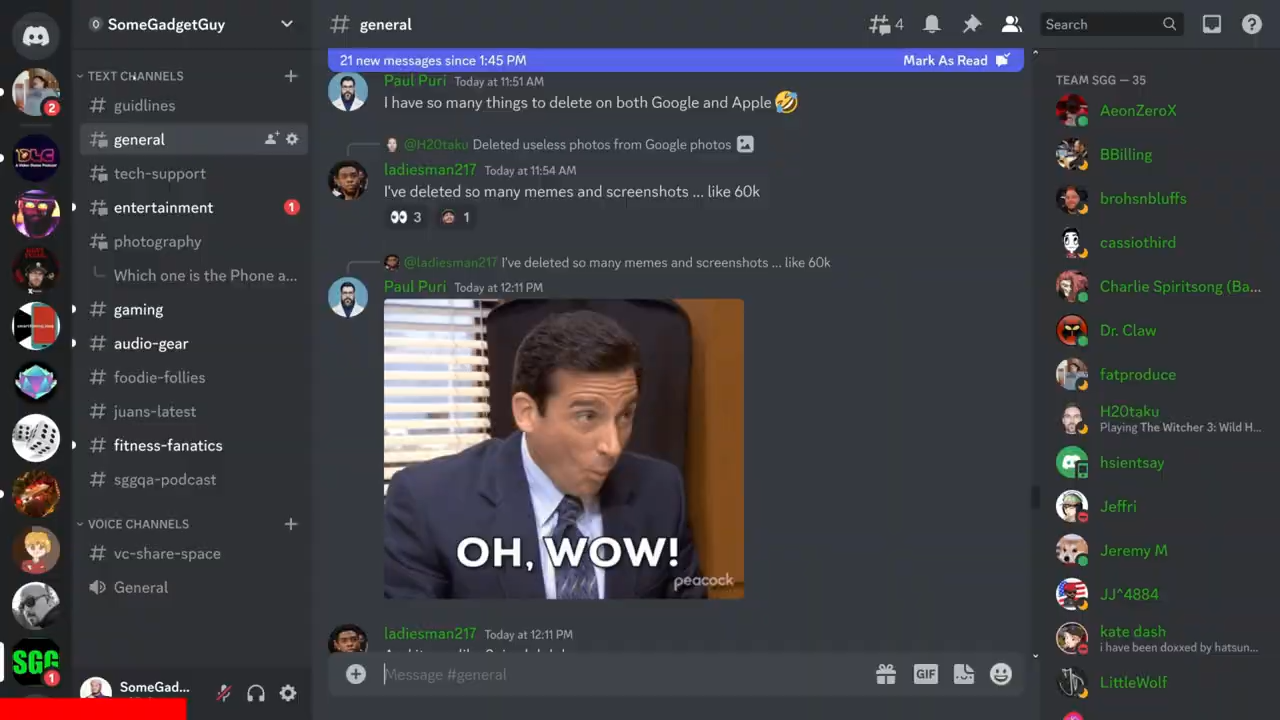 SomeGadgetGuy
TEXT CHANNELS
guidlines
general
tech-support
entertainment
1
photography
Which one is the Phone a...
gaming
audio-gear
foodie-follies
juans-latest
fitness-fanatics
sggqa-podcast
VOICE CHANNELS
vc-share-space
General
SomeGad...
2
DLC
SGG
1
general
4
Search
21 new messages since 1:45 PM
Mark As Read
Paul Puri Today at 11:51 AM
I have so many things to delete on both Google and Apple 🤣
@H20taku Deleted useless photos from Google photos
ladiesman217 Today at 11:54 AM
I've deleted so many memes and screenshots ... like 60k
👀 3
1
@ladiesman217 I've deleted so many memes and screenshots ... like 60k
Paul Puri Today at 12:11 PM
OH, WOW!
peacock
ladiesman217 Today at 12:11 PM
Message #general
GIF
TEAM SGG — 35
AeonZeroX
BBilling
brohsnbluffs
cassiothird
Charlie Spiritsong (Ba...
Dr. Claw
fatproduce
H20taku
Playing The Witcher 3: Wild H...
hsientsay
Jeffri
Jeremy M
JJ^4884
kate dash
i have been doxxed by hatsun...
LittleWolf